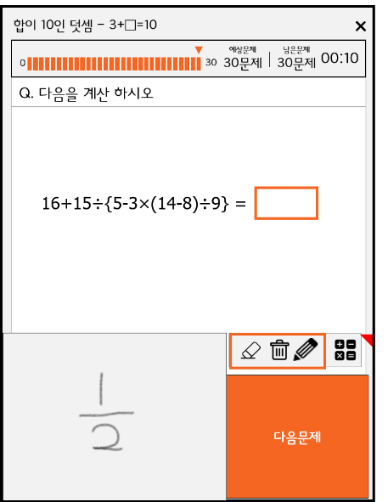 합이 10인 덧셈 - 3+□=10 ×
예상문제 남은문제
0 30 30문제 | 30문제 00:10
Q. 다음을 계산 하시오
16+15÷{5-3×(14-8)÷9} =
1
2
다음문제